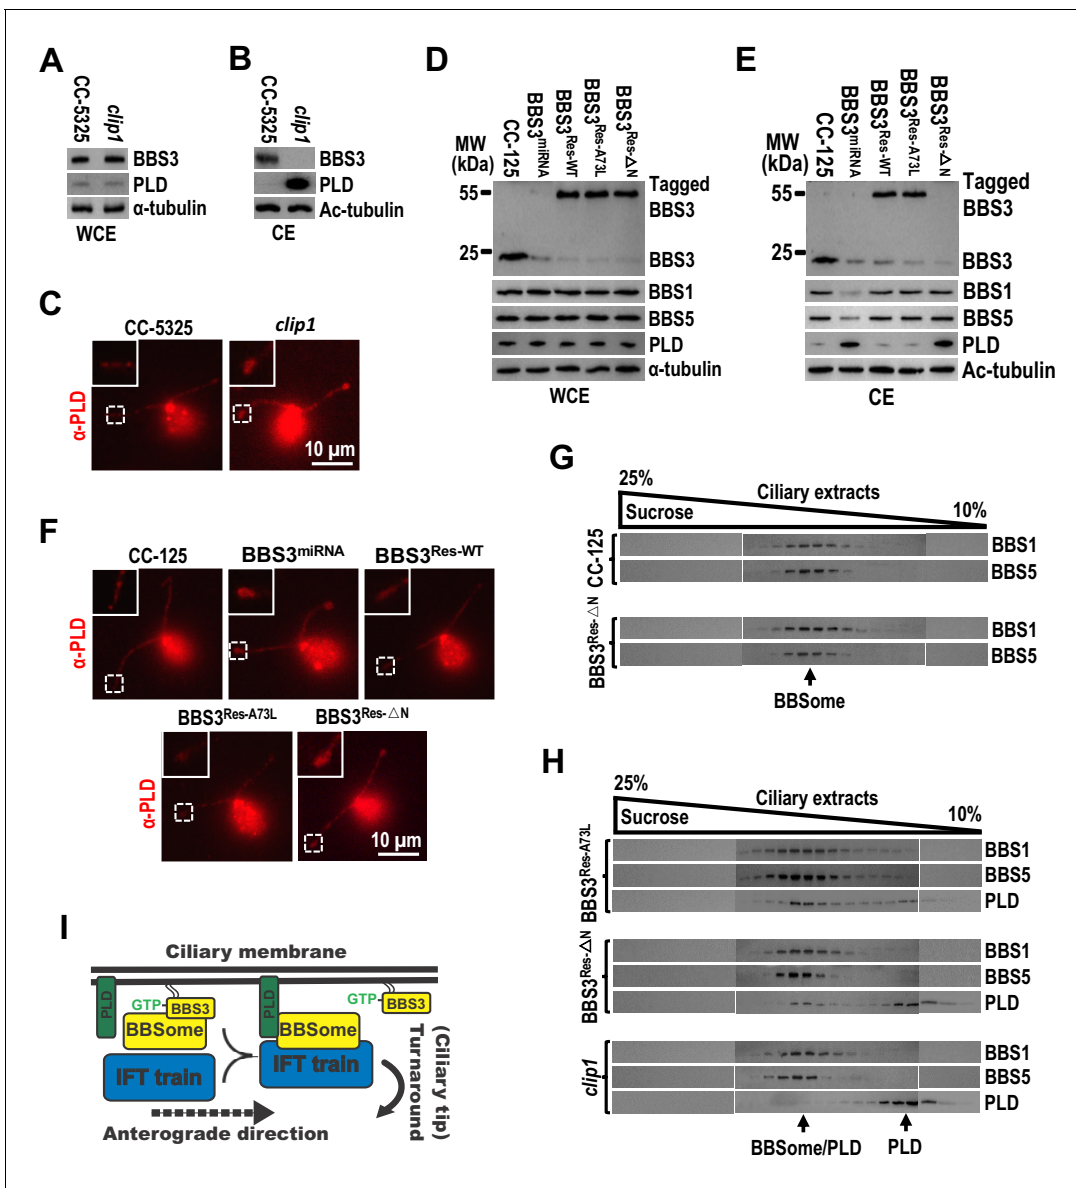 A
CC-5325
clip1
BBS3
PLD
α-tubulin
WCE
B
CC-5325
clip1
BBS3
PLD
Ac-tubulin
CE
C
CC-5325
clip1
α-PLD
10 μm
D
MW
(kDa)
CC-125
BBS3miRNA
BBS3Res-WT
BBS3Res-A73L
BBS3Res-△N
55
25
Tagged
BBS3
BBS3
BBS1
BBS5
PLD
α-tubulin
WCE
E
MW
(kDa)
CC-125
BBS3miRNA
BBS3Res-WT
BBS3Res-A73L
BBS3Res-△N
55
25
Tagged
BBS3
BBS3
BBS1
BBS5
PLD
Ac-tubulin
CE
F
CC-125
BBS3miRNA
BBS3Res-WT
α-PLD
BBS3Res-A73L
BBS3Res-△N
α-PLD
10 μm
G
25%
Ciliary extracts
10%
Sucrose
CC-125
BBS1
BBS5
BBS3Res-△N
BBS1
BBS5
BBSome
H
25%
Ciliary extracts
10%
Sucrose
BBS3Res-A73L
BBS1
BBS5
PLD
BBS3Res-△N
BBS1
BBS5
PLD
clip1
BBS1
BBS5
PLD
BBSome/PLD
PLD
I
Ciliary membrane
PLD
GTP
BBS3
BBSome
IFT train
PLD
BBSome
IFT train
GTP
BBS3
(Ciliary tip)
Turnaround
Anterograde direction